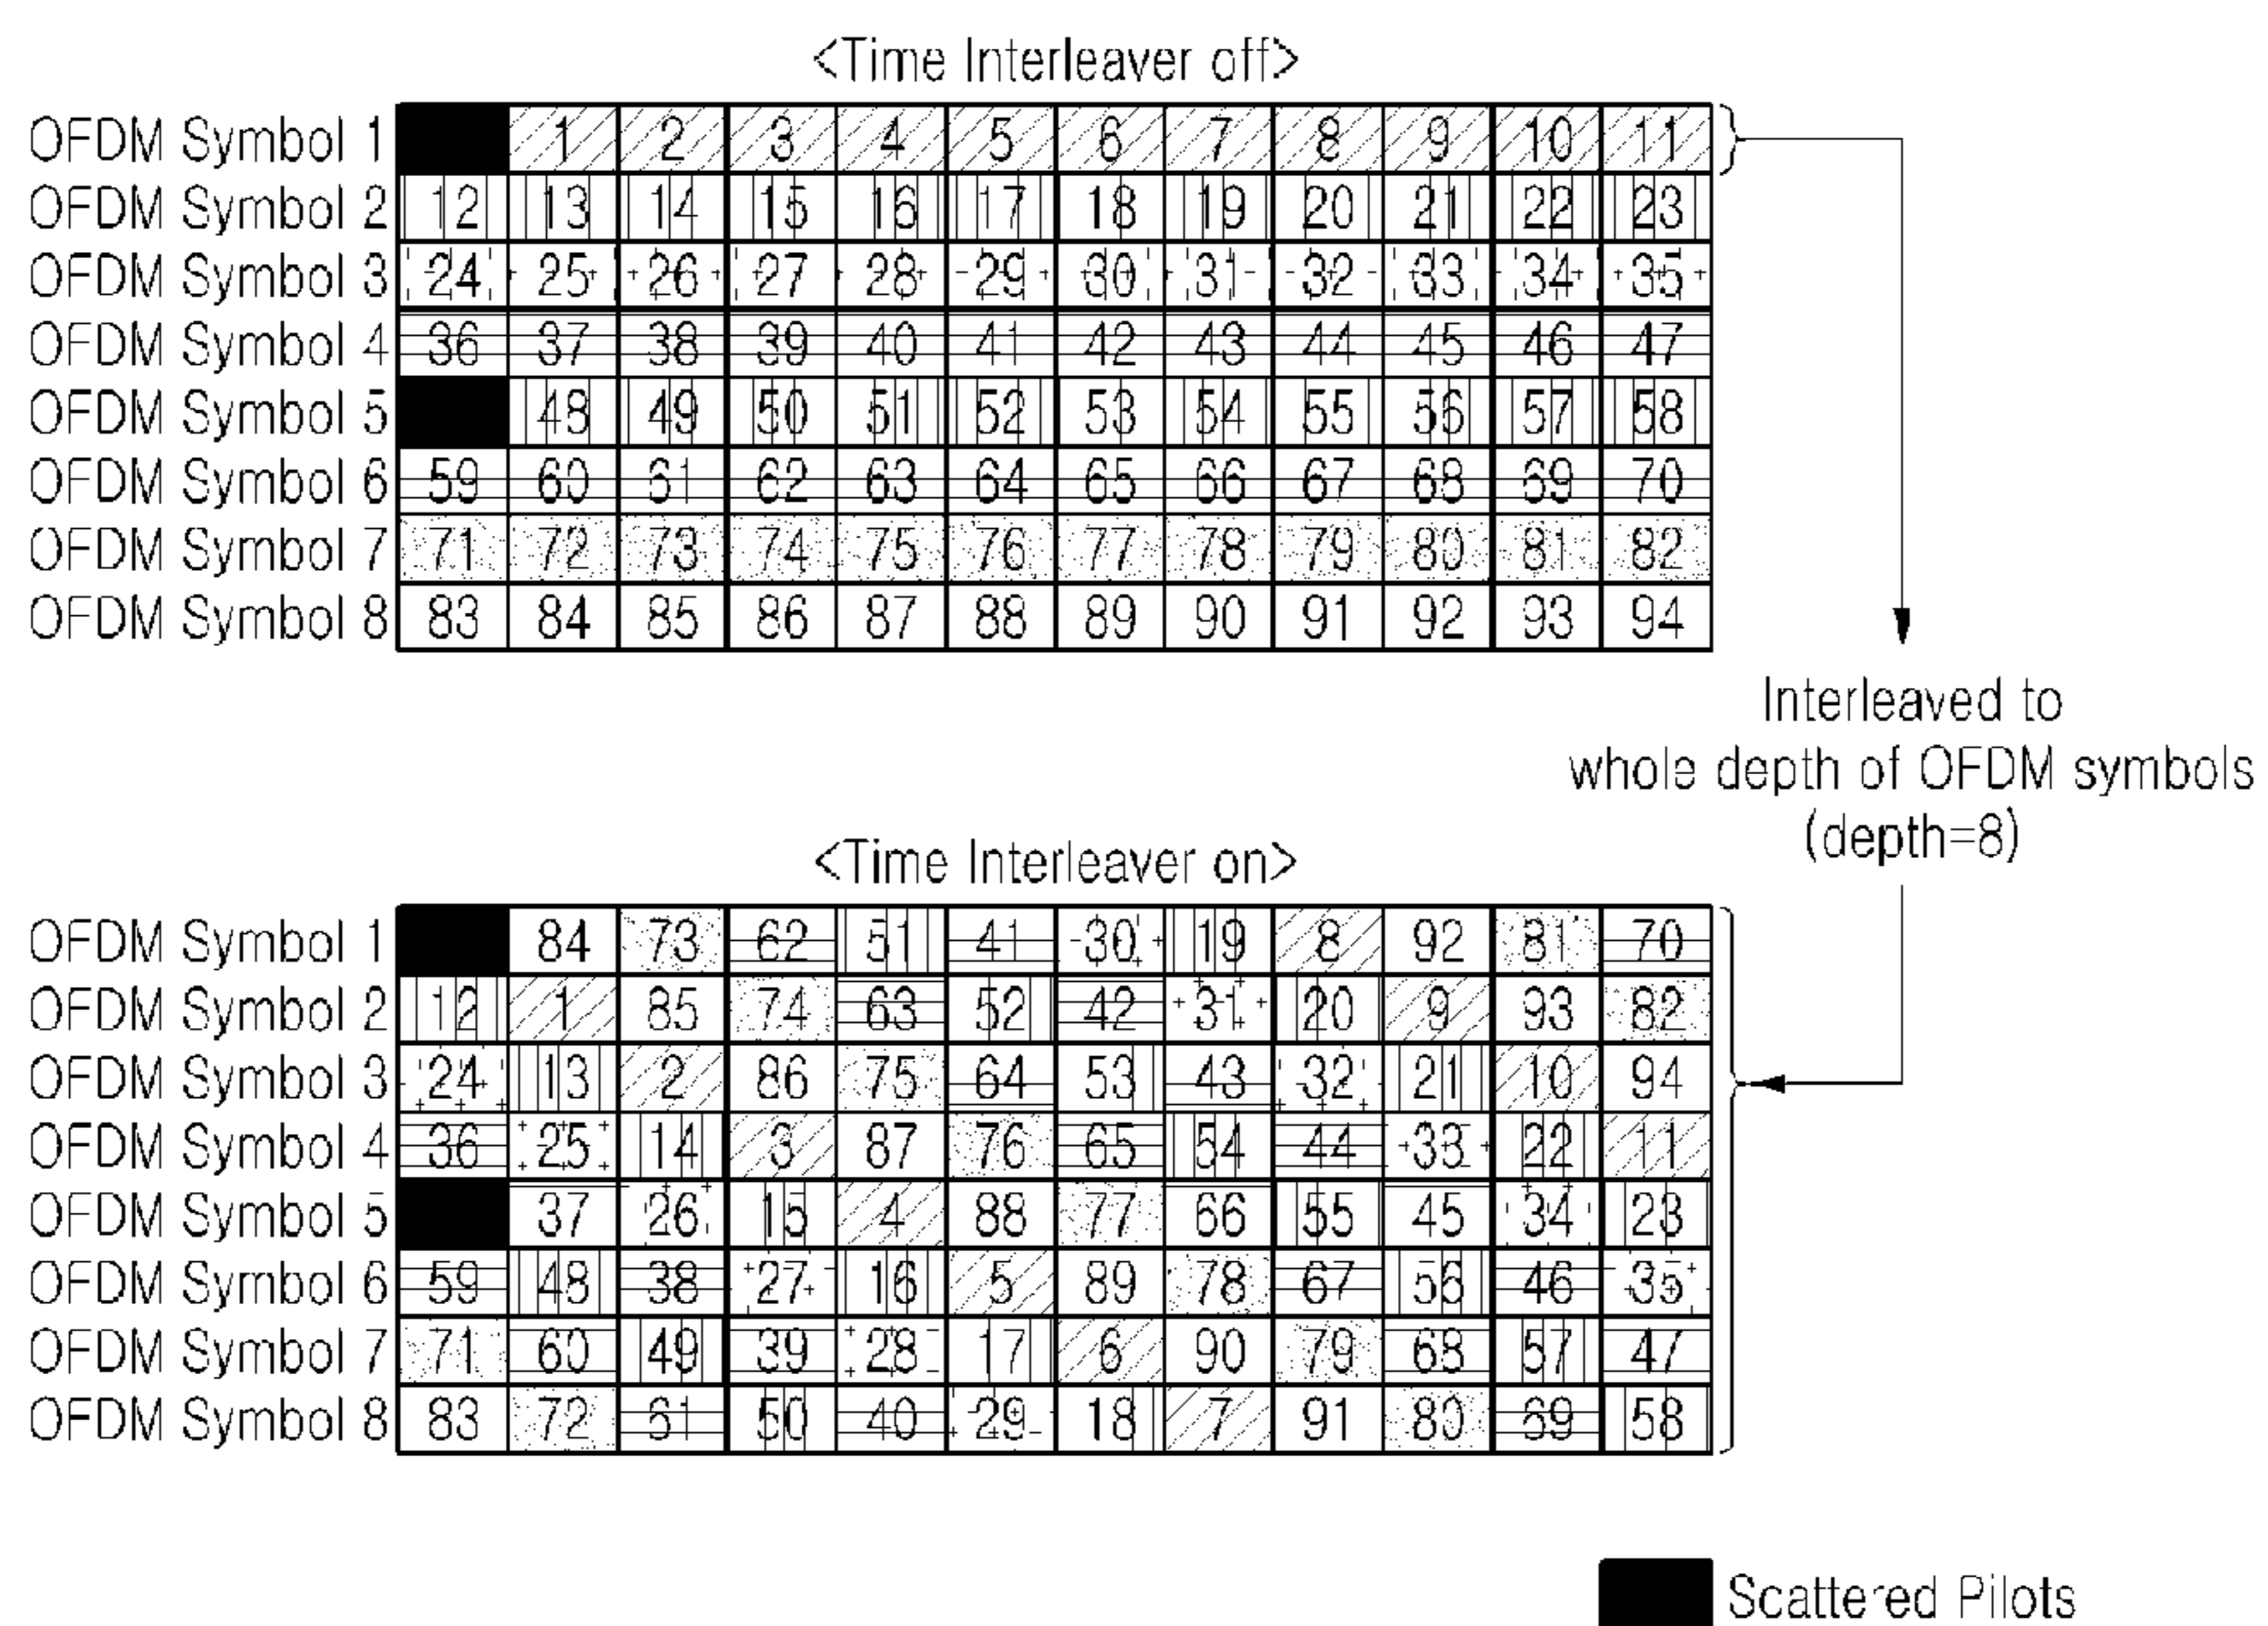 <Time Interleaver off>
OFDM Symbol 1 1 2 3 4 5 6 7 8 9 10 11
OFDM Symbol 2 12 13 14 15 16 17 18 19 20 21 22 23
OFDM Symbol 3 24 25 26 27 28 29 30 31 32 33 34 35
OFDM Symbol 4 36 37 38 39 40 41 42 43 44 45 46 47
OFDM Symbol 5 48 49 50 51 52 53 54 55 56 57 58
OFDM Symbol 6 59 60 61 62 63 64 65 66 67 68 69 70
OFDM Symbol 7 71 72 73 74 75 76 77 78 79 80 81 82
OFDM Symbol 8 83 84 85 86 87 88 89 90 91 92 93 94
Interleaved to
whole depth of OFDM symbols
(depth=8)
<Time Interleaver on>
OFDM Symbol 1 84 73 62 51 41 30 19 8 92 81 70
OFDM Symbol 2 12 1 85 74 63 52 42 31 20 9 93 82
OFDM Symbol 3 24 13 2 86 75 64 53 43 32 21 10 94
OFDM Symbol 4 36 25 14 3 87 76 65 54 44 33 22 11
OFDM Symbol 5 37 26 15 4 88 77 66 55 45 34 23
OFDM Symbol 6 59 48 38 27 16 5 89 78 67 56 46 35
OFDM Symbol 7 71 60 49 39 28 17 6 90 79 68 57 47
OFDM Symbol 8 83 72 61 50 40 29 18 7 91 80 69 58
Scattered Pilots